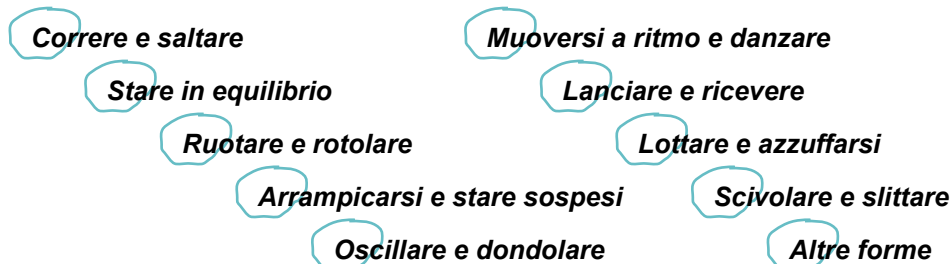 Correre e saltare
Stare in equilibrio
Ruotare e rotolare
Arrampicarsi e stare sospesi
Oscillare e dondolare
Muoversi a ritmo e danzare
Lanciare e ricevere
Lottare e azzuffarsi
Scivolare e slittare
Altre forme